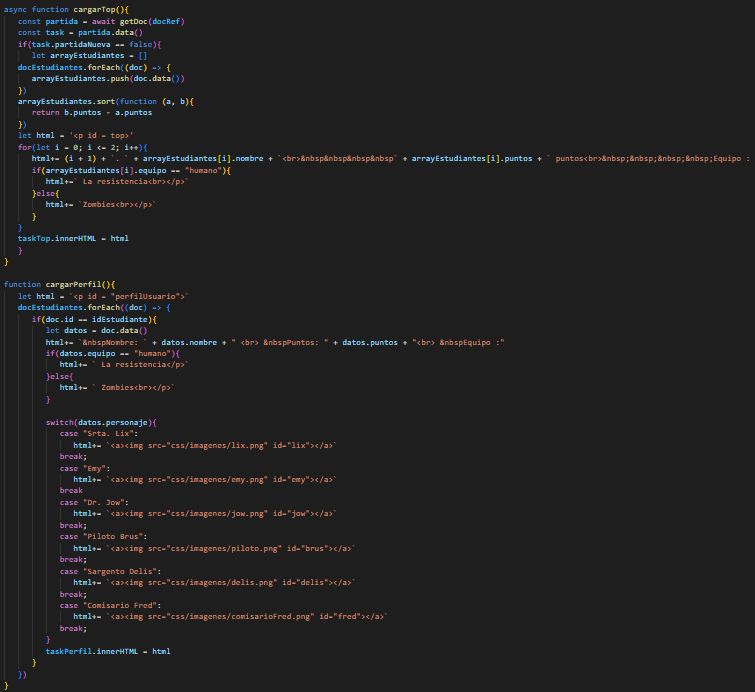 async function cargarTop(){
const partida = await getDoc(docRef)
const task = partida.data()
if(task.partidaNueva == false){
let arrayEstudiantes = []
docEstudiantes.forEach((doc) => {
arrayEstudiantes.push(doc.data())
})
arrayEstudiantes.sort(function (a, b){
return b.puntos - a.puntos
})
let html = '<p id = top>'
for(let i = 0; i <= 2; i++){
html+= (i + 1) + `. ` + arrayEstudiantes[i].nombre + `<br>&nbsp&nbsp&nbsp&nbsp` + arrayEstudiantes[i].puntos + ` puntos<br>&nbsp;&nbsp;&nbsp;&nbsp;Equipo :
if(arrayEstudiantes[i].equipo == "humano"){
html+=` La resistencia<br></p>`
}else{
html+= `Zombies<br></p>`
}
}
taskTop.innerHTML = html
}
}
function cargarPerfil(){
let html = `<p id = "perfilUsuario">`
docEstudiantes.forEach((doc) => {
if(doc.id == idEstudiante){
let datos = doc.data()
html+= `&nbspNombre: ` + datos.nombre + " <br> &nbspPuntos: " + datos.puntos + "<br> &nbspEquipo :"
if(datos.equipo == "humano"){
html+= ` La resistencia</p>`
}else{
html+= ` Zombies<br></p>`
}
switch(datos.personaje){
case "Srta. Lix":
html+= `<a><img src="css/imagenes/lix.png" id="lix"></a>`
break;
case "Emy":
html+= `<a><img src="css/imagenes/emy.png" id="emy"></a>`
break
case "Dr. Jow":
html+= `<a><img src="css/imagenes/jow.png" id="jow"></a>`
break;
case "Piloto Brus":
html+= `<a><img src="css/imagenes/piloto.png" id="brus"></a>`
break;
case "Sargento Delis":
html+= `<a><img src="css/imagenes/delis.png" id="delis"></a>`
break;
case "Comisario Fred":
html+= `<a><img src="css/imagenes/comisarioFred.png" id="fred"></a>`
break;
}
taskPerfil.innerHTML = html
}
})
}